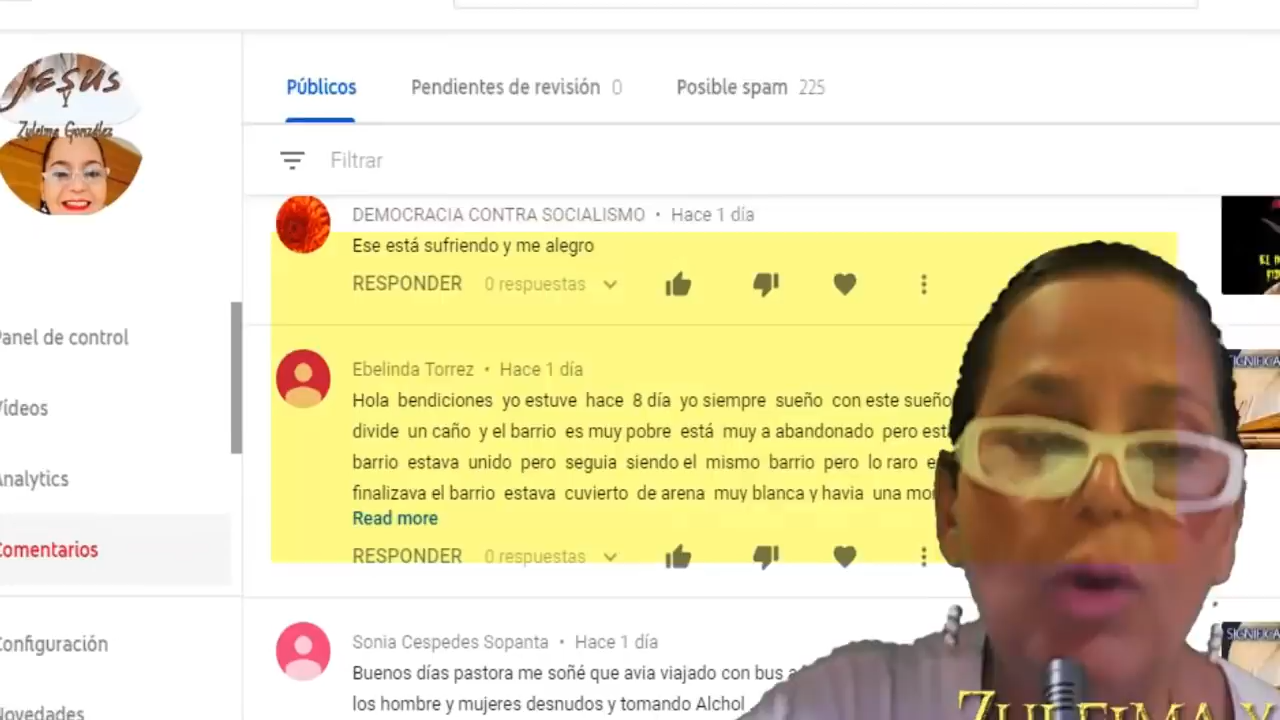 JESÚS
Zuleima González
Públicos
Pendientes de revisión 0
Posible spam 225
Filtrar
DEMOCRACIA CONTRA SOCIALISMO • Hace 1 día
Ese está sufriendo y me alegro
RESPONDER 0 respuestas
Ebelinda Torrez • Hace 1 día
Hola bendiciones yo estuve hace 8 día yo siempre sueño con este sueño
divide un caño y el barrio es muy pobre está muy a abandonado pero
barrio estava unido pero seguia siendo el mismo barrio pero lo raro
finalizava el barrio estava cuvierto de arena muy blanca y havia una
Read more
RESPONDER 0 respuestas
Sonia Cespedes Sopanta • Hace 1 día
Buenos días pastora me soñé que avia viajado con bus
los hombre y mujeres desnudos y tomando Alchol
Panel de control
Vídeos
Analytics
Comentarios
Configuración
Novedades
ZULEIMA